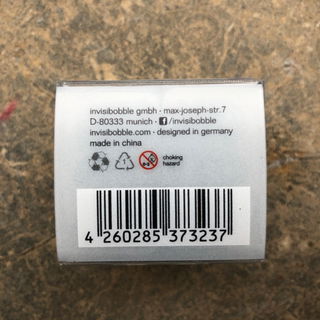 invisibobble gmbh · max-joseph-str.7
D-80333 munich · f/invisibobble
invisibobble.com · designed in germany
made in china
choking
hazard
4 260285 373237